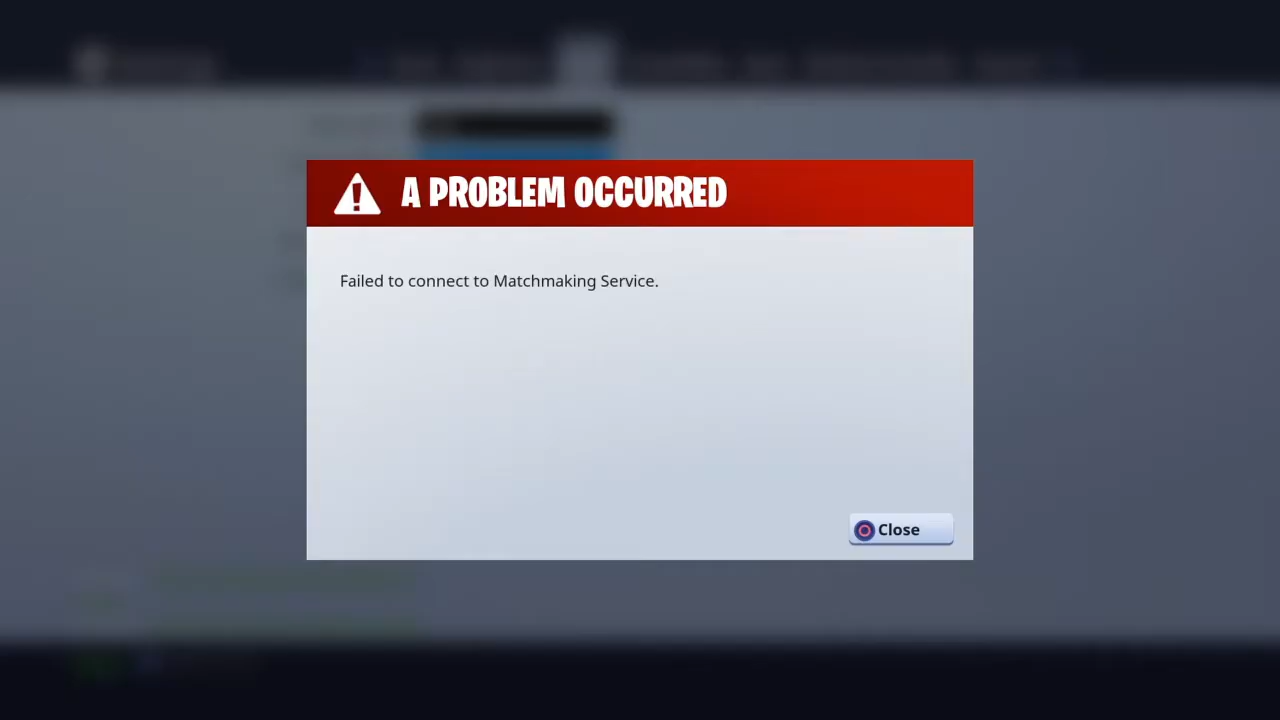 A PROBLEM OCCURRED
Failed to connect to Matchmaking Service.
Close